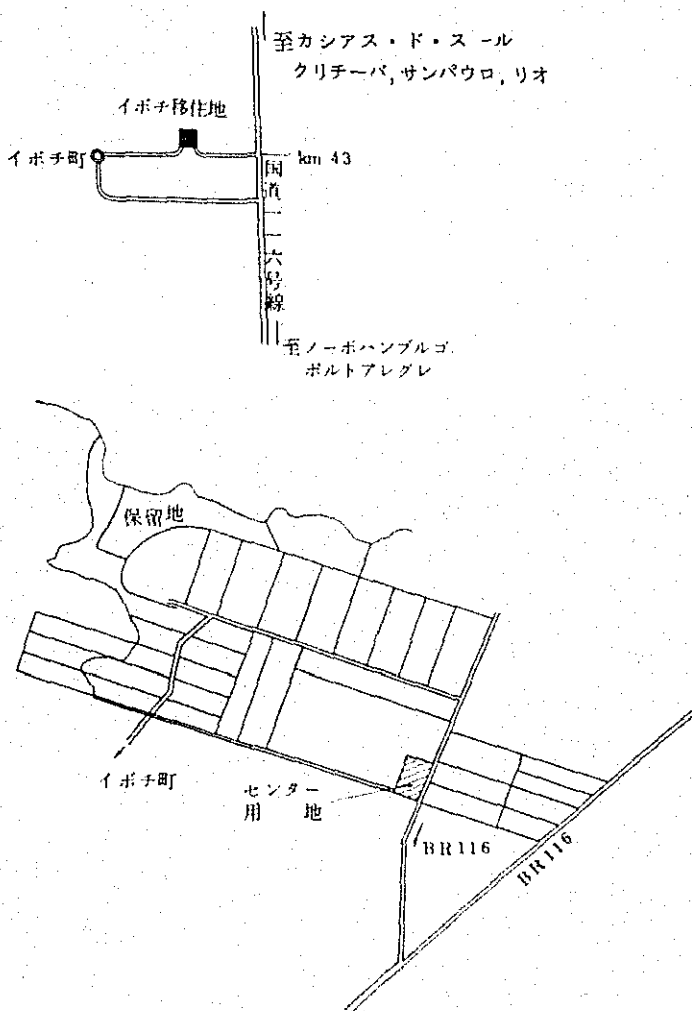 至カシアス・ド・スール
クリチーバ,サンパウロ,リオ
イボチ移住地
イボチ町
km 43
国道一一六号線
至ノーボハンブルゴ
ポルトアレグレ
保留地
イボチ町
センター
用 地
BR116
BR116